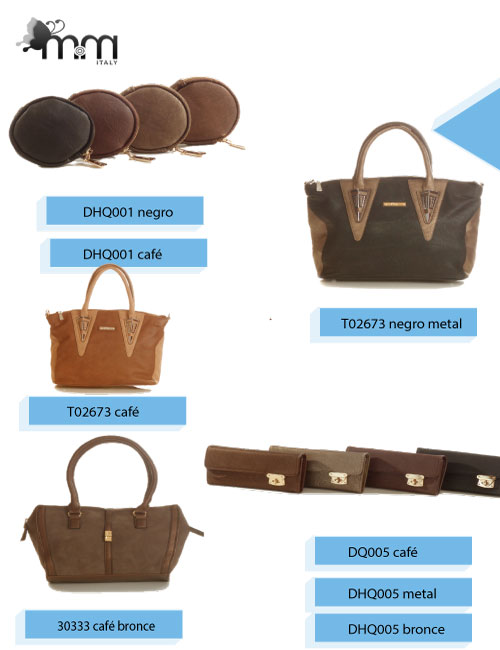 mm
ITALY
DHQ001 negro
DHQ001 café
T02673 negro metal
T02673 café
DQ005 café
DHQ005 metal
30333 café bronce
DHQ005 bronce